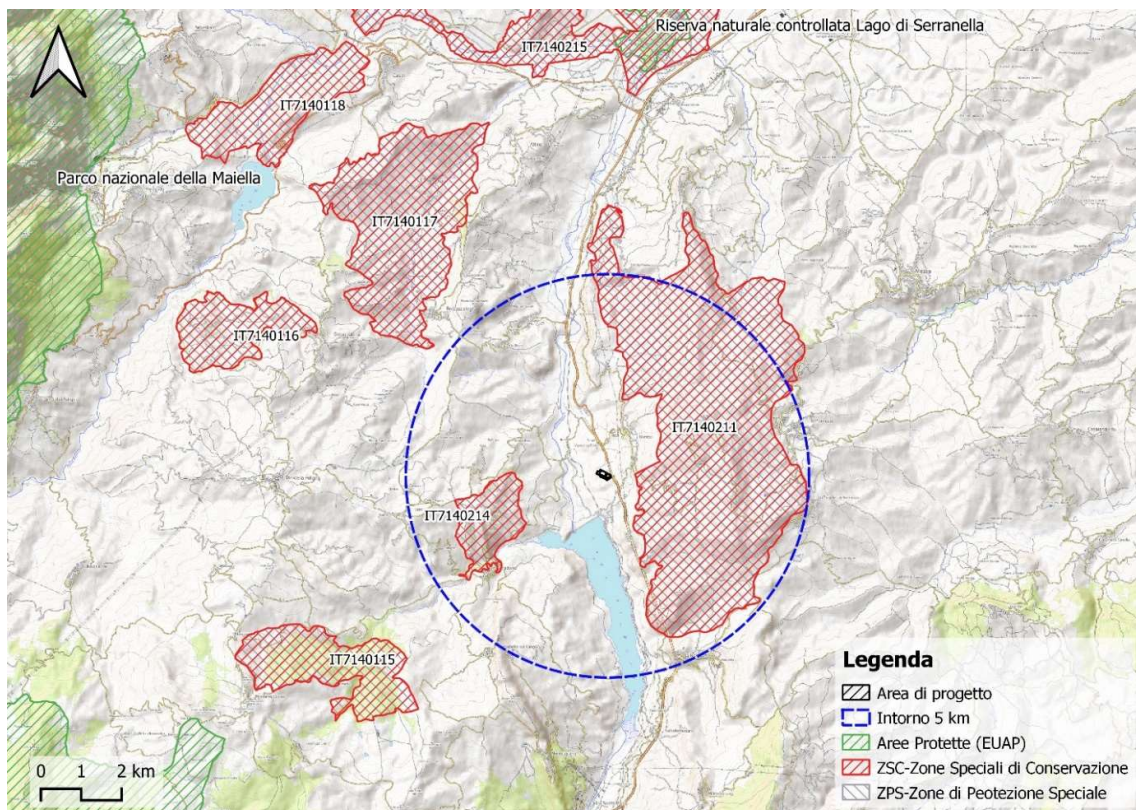 Riserva naturale controllata Lago di Serranella
IT7140215
IT7140118
Parco nazionale della Maiella
IT7140117
IT7140116
IT7140211
IT7140214
IT7140115
Legenda
Area di progetto
Intorno 5 km
Aree Protette (EUAP)
ZSC-Zone Speciali di Conservazione
ZPS-Zone di Peotezione Speciale
0 1 2 km